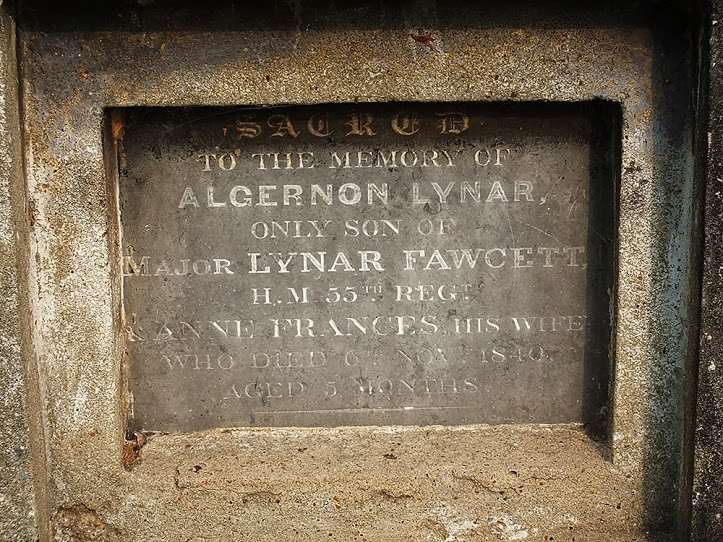 SACRED
TO THE MEMORY OF
ALGERNON LYNAR,
ONLY SON OF
MAJOR LYNAR FAWCETT,
H.M 55TH REGT.
& ANNE FRANCES, HIS WIFE
WHO DIED 6TH NOVR 1840,
AGED 5 MONTHS.